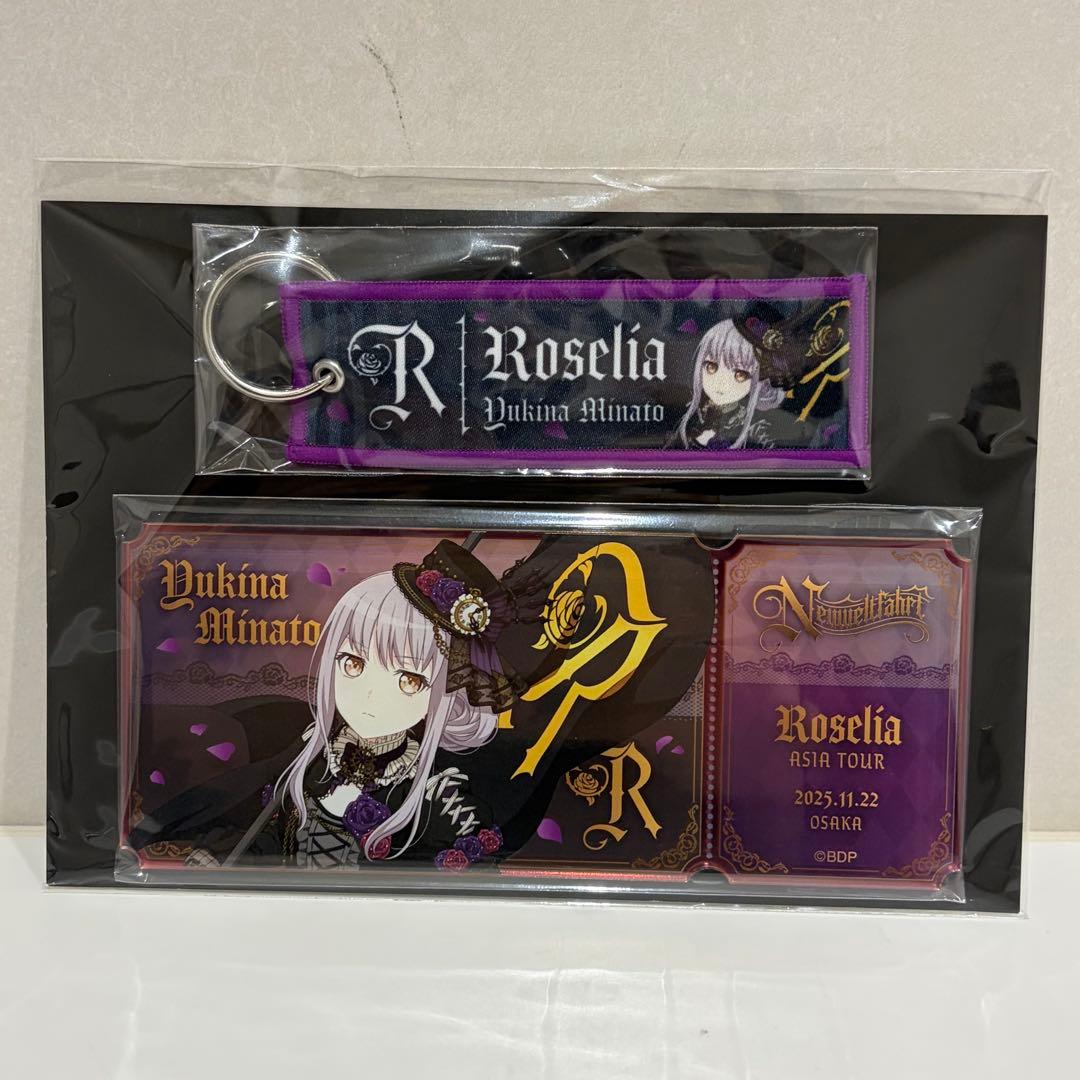 R
Roselia
Yukina Minato
Yukina
Minato
R
R
Neuweltfahrt
Roselia
ASIA TOUR
2025.11.22
OSAKA
©BDP